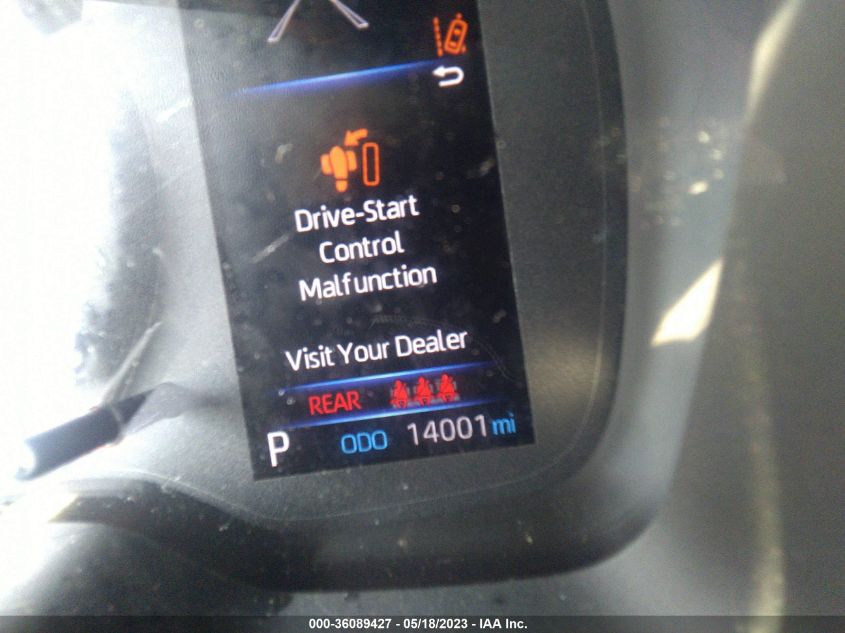 Drive-Start
Control
Malfunction
Visit Your Dealer
REAR
P ODO 14001 mi
000-36089427 - 05/18/2023 - IAA Inc.